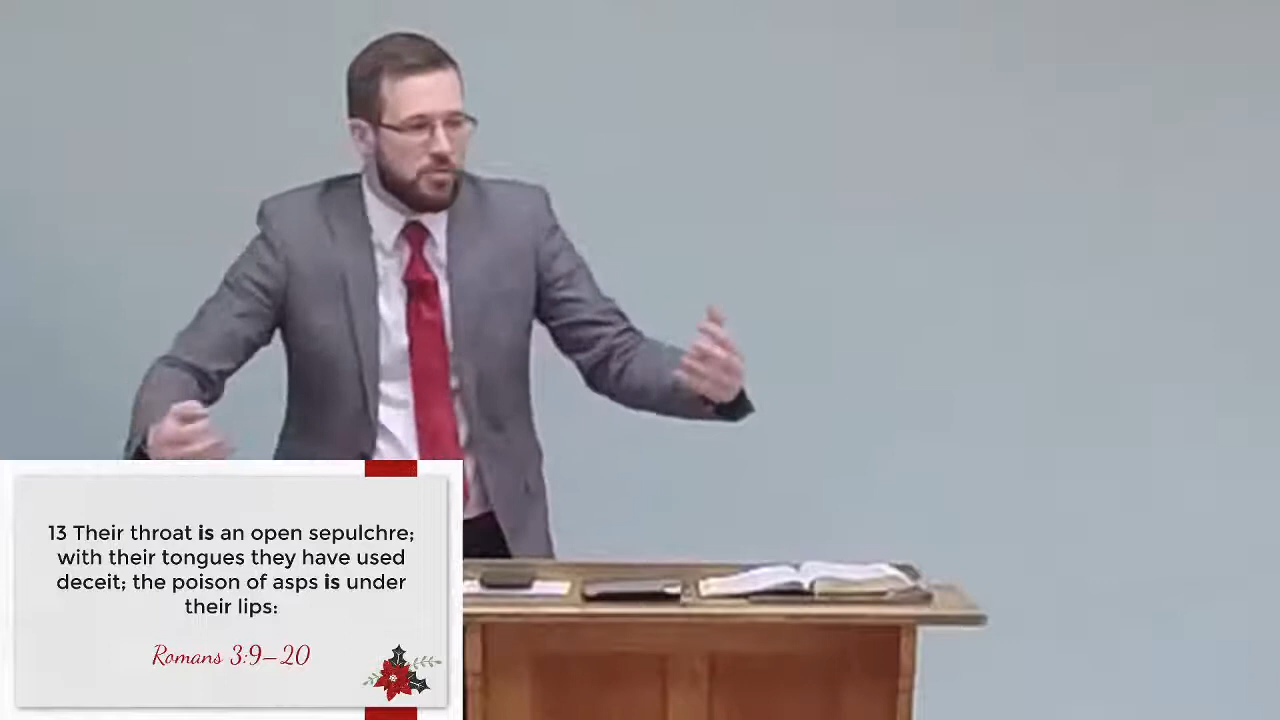 13 Their throat is an open sepulchre;
with their tongues they have used
deceit; the poison of asps is under
their lips:
Romans 3:9–20